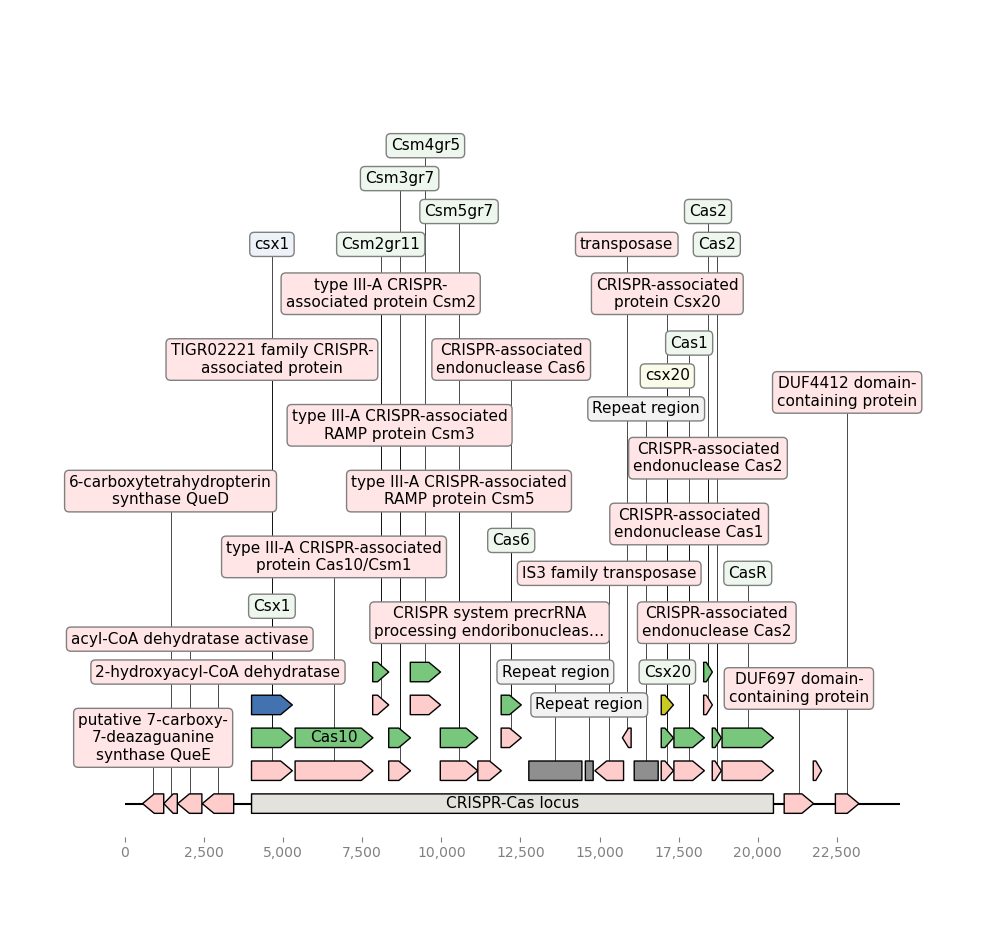 Csm4gr5
Csm3gr7
Csm5gr7
Cas2
csx1
Csm2gr11
transposase
Cas2
type III-A CRISPR-
associated protein Csm2
CRISPR-associated
protein Csx20
Cas1
TIGR02221 family CRISPR-
associated protein
CRISPR-associated
endonuclease Cas6
csx20
DUF4412 domain-
containing protein
Repeat region
type III-A CRISPR-associated
RAMP protein Csm3
CRISPR-associated
endonuclease Cas2
6-carboxytetrahydropterin
synthase QueD
type III-A CRISPR-associated
RAMP protein Csm5
CRISPR-associated
endonuclease Cas1
Cas6
type III-A CRISPR-associated
protein Cas10/Csm1
IS3 family transposase
CasR
Csx1
CRISPR system precrRNA
processing endoribonucleas...
CRISPR-associated
endonuclease Cas2
acyl-CoA dehydratase activase
2-hydroxyacyl-CoA dehydratase
Repeat region
Csx20
DUF697 domain-
containing protein
Repeat region
putative 7-carboxy-
7-deazaguanine
synthase QueE
Cas10
CRISPR-Cas locus
0 2,500 5,000 7,500 10,000 12,500 15,000 17,500 20,000 22,500